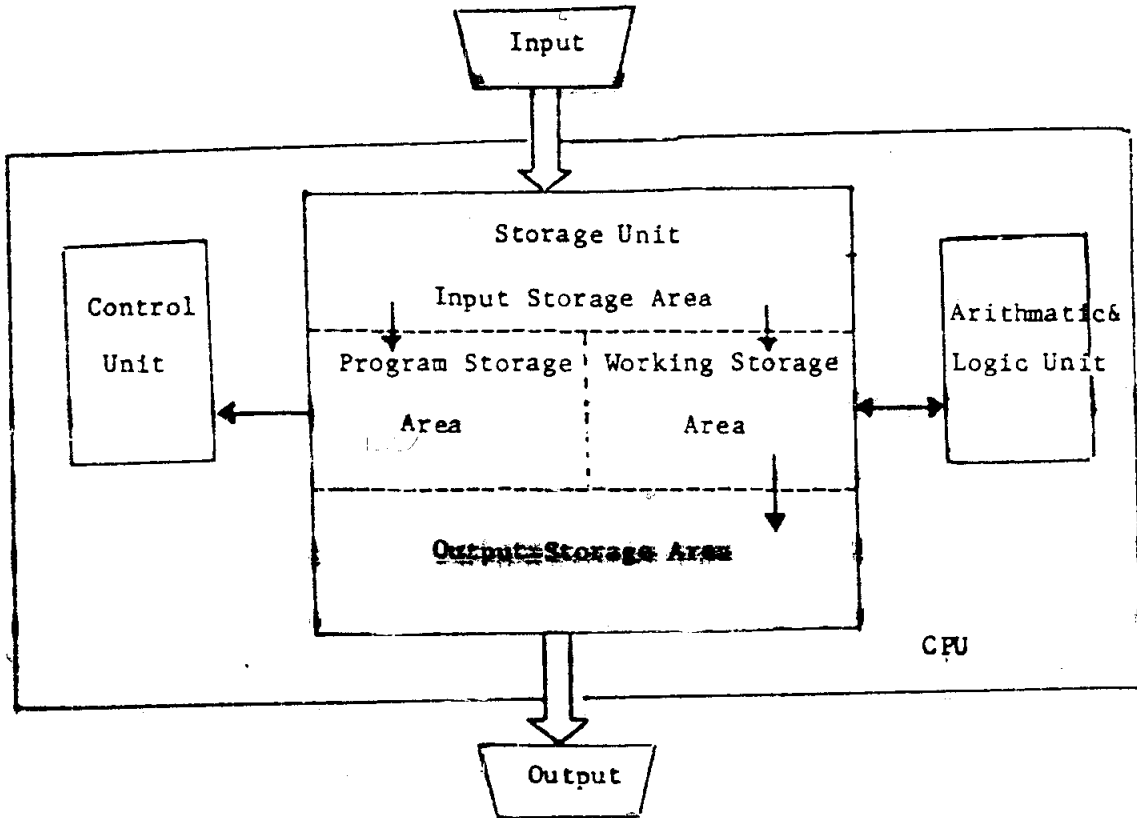 Input
Storage Unit
Input Storage Area
Control
Unit
Program Storage
Area
Working Storage
Area
Arithmatic&
Logic Unit
Output Storage Area
CPU
Output